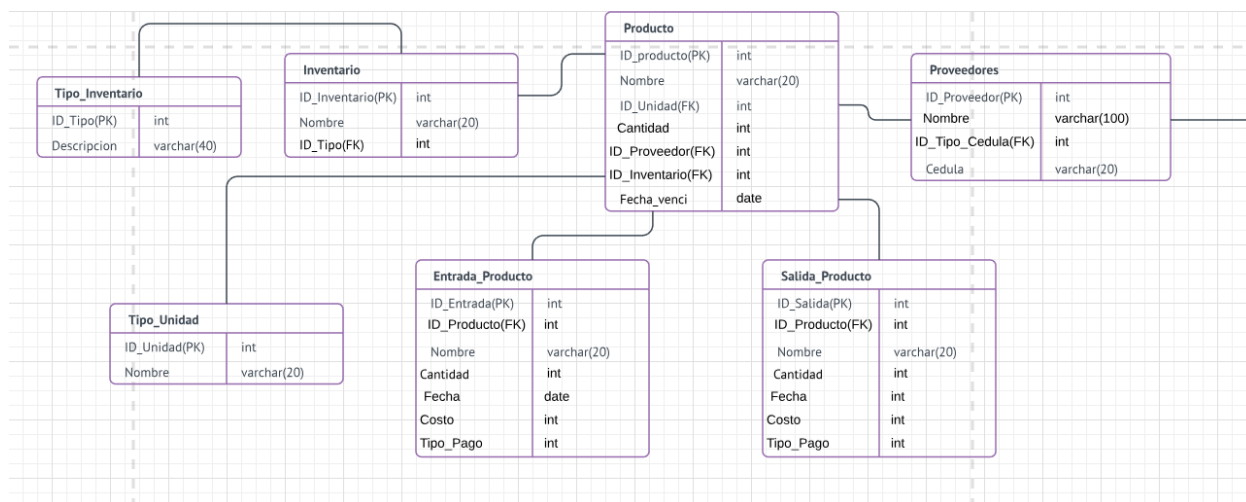 Tipo_Inventario
ID_Tipo(PK) int
Descripcion varchar(40)
Inventario
ID_Inventario(PK) int
Nombre varchar(20)
ID_Tipo(FK) int
Producto
ID_producto(PK) int
Nombre varchar(20)
ID_Unidad(FK) int
Cantidad int
ID_Proveedor(FK) int
ID_Inventario(FK) int
Fecha_venci date
Proveedores
ID_Proveedor(PK) int
Nombre varchar(100)
ID_Tipo_Cedula(FK) int
Cedula varchar(20)
Tipo_Unidad
ID_Unidad(PK) int
Nombre varchar(20)
Entrada_Producto
ID_Entrada(PK) int
ID_Producto(FK) int
Nombre varchar(20)
Cantidad int
Fecha date
Costo int
Tipo_Pago int
Salida_Producto
ID_Salida(PK) int
ID_Producto(FK) int
Nombre varchar(20)
Cantidad int
Fecha int
Costo int
Tipo_Pago int